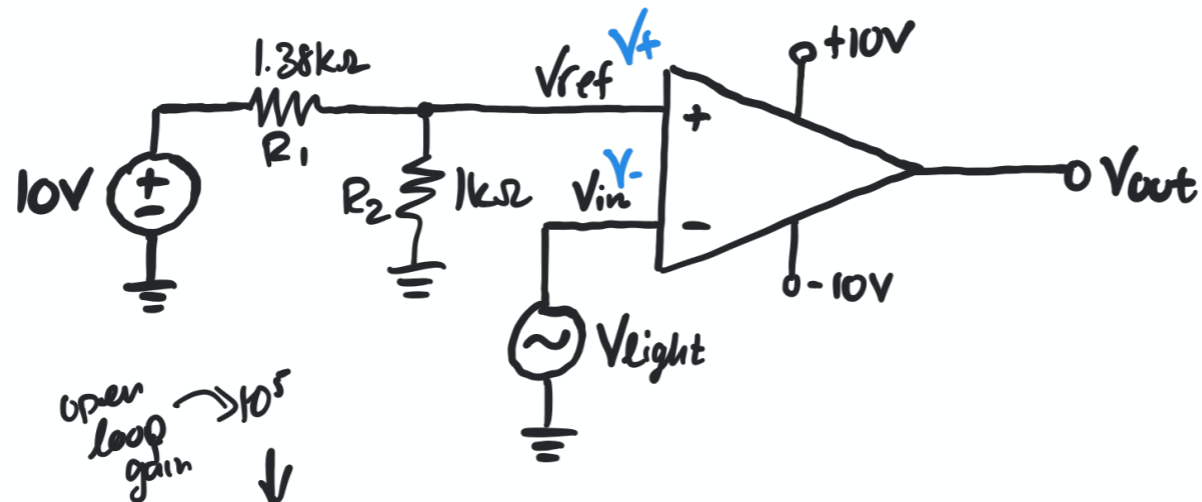 1.38kΩ
Vref
V+
+10V
+
R1
10V
+
-
R2
1kΩ
Vin
V-
-
Vout
-10V
Vlight
open
loop
gain
10^5